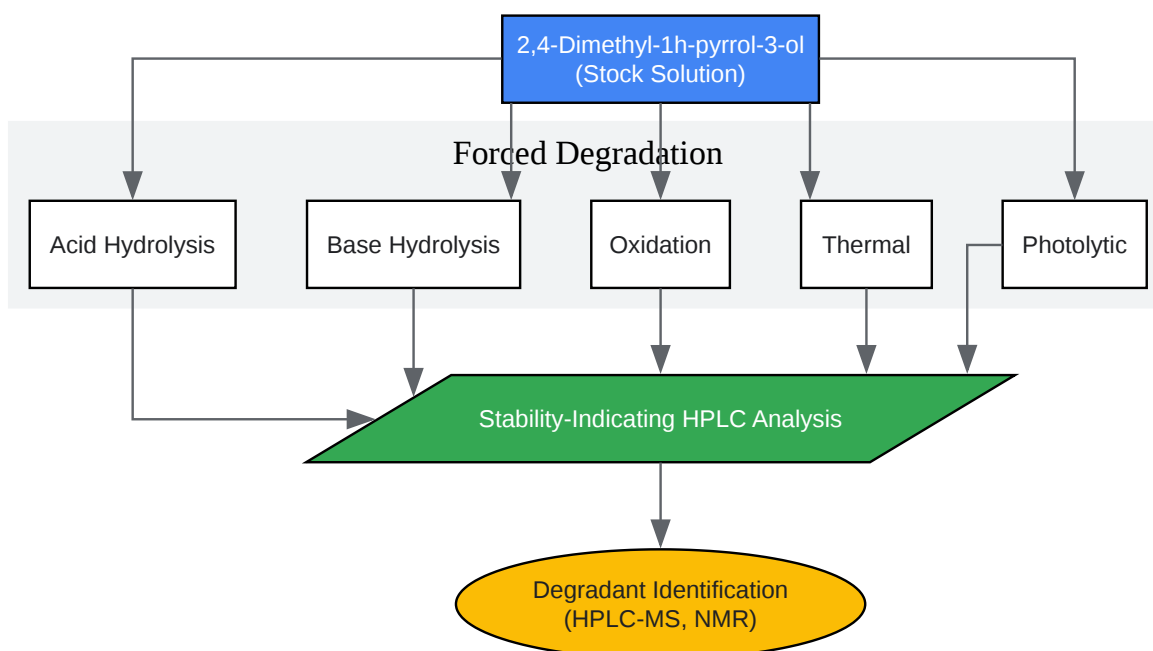 2,4-Dimethyl-1h-pyrrol-3-ol
(Stock Solution)
Forced Degradation
Acid Hydrolysis
Base Hydrolysis
Oxidation
Thermal
Photolytic
Stability-Indicating HPLC Analysis
Degradant Identification
(HPLC-MS, NMR)